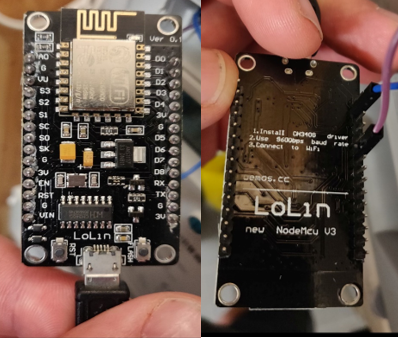 Ver 0.1
A0
G
VU
S3
S2
S1
SC
S0
SK
G
3V
EN
RST
G
VIN
D0
D1
D2
D3
D4
3V
G
D5
D6
D7
D8
RX
TX
G
3V
LoLin
RST
FLASH
1.Install CH340S driver
2.Use 9600bps baud rate
3.Connect to WiFi
wemos.cc
LoLin
new NodeMcu V3